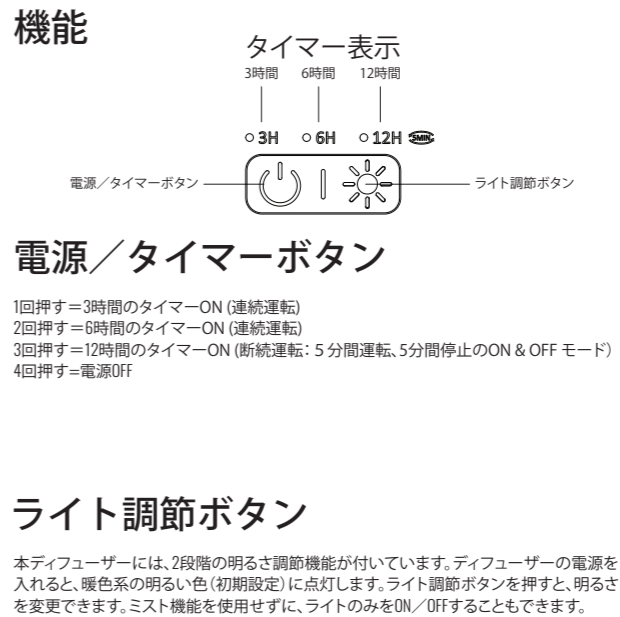 機能
タイマー表示
3時間 6時間 12時間
3H 6H 12H 5MIN
電源／タイマーボタン ライト調節ボタン
電源／タイマーボタン
1回押す＝3時間のタイマーON (連続運転)
2回押す＝6時間のタイマーON (連続運転)
3回押す＝12時間のタイマーON (断続運転：５分間運転、5分間停止のON & OFF モード)
4回押す=電源OFF
ライト調節ボタン
本ディフューザーには、2段階の明るさ調節機能が付いています。ディフューザーの電源を
入れると、暖色系の明るい色（初期設定）に点灯します。ライト調節ボタンを押すと、明るさ
を変更できます。ミスト機能を使用せずに、ライトのみをON／OFFすることもできます。